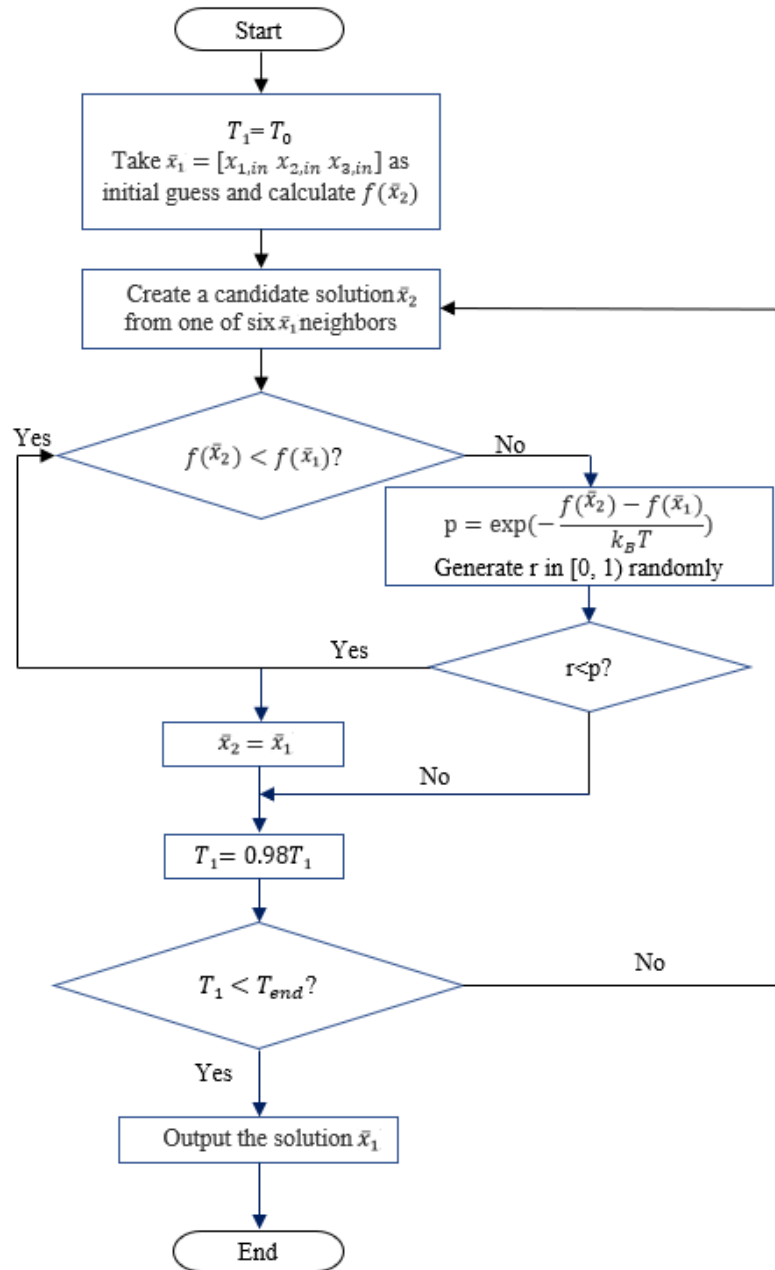 Start
T₁= T₀
Take x̄₁ = [x₁,ᵢₙ x₂,ᵢₙ x₃,ᵢₙ] as
initial guess and calculate f(x̄₂)
Create a candidate solution x̄₂
from one of six x̄₁ neighbors
Yes
f(x̄₂) < f(x̄₁)?
No
p = exp(−(f(x̄₂) − f(x̄₁))/(k_B T))
Generate r in [0, 1) randomly
Yes
r<p?
x̄₂ = x̄₁
No
T₁= 0.98T₁
T₁ < T_end?
No
Yes
Output the solution x̄₁
End